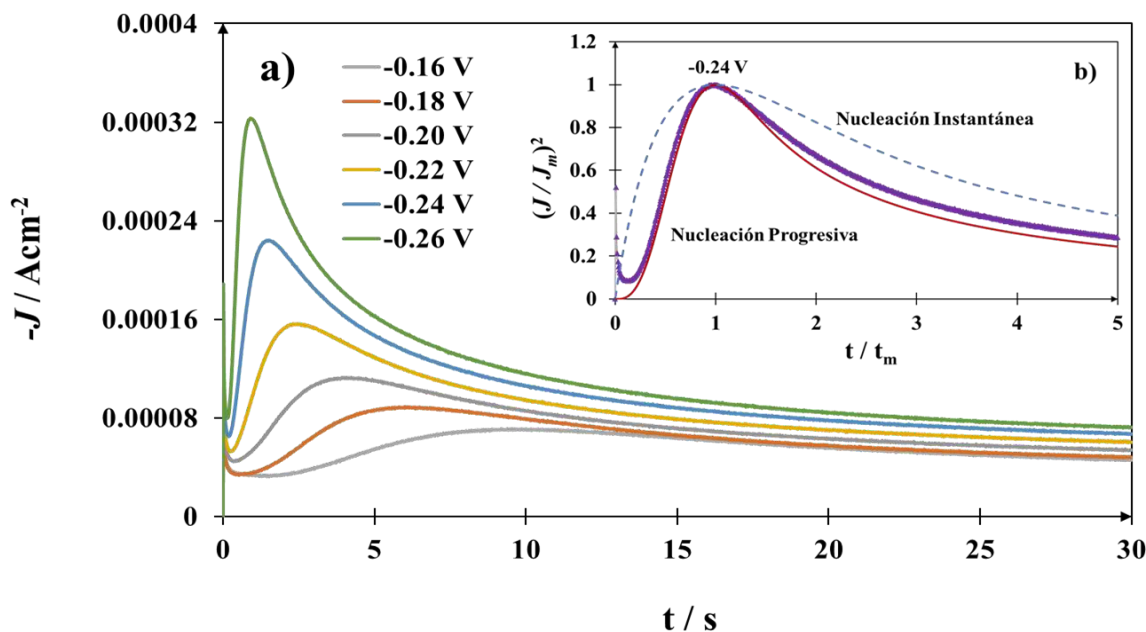 a)
-0.16 V
-0.18 V
-0.20 V
-0.22 V
-0.24 V
-0.26 V
0.0004
0.00032
0.00024
0.00016
0.00008
0
-J / Acm-2
0
5
10
15
20
25
30
t / s
b)
-0.24 V
Nucleación Instantánea
Nucleación Progresiva
1.2
1
0.8
0.6
0.4
0.2
0
(J / Jm)2
0
1
2
3
4
5
t / tm